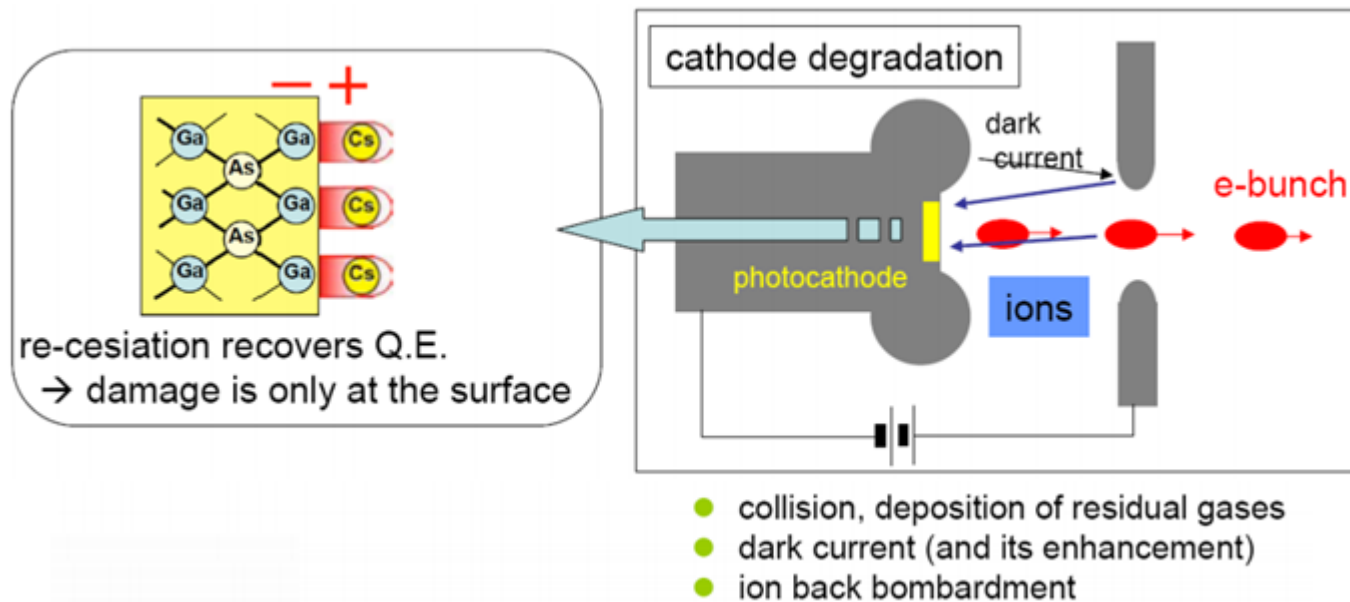 − +
Ga Ga Cs
As
Ga Ga Cs
As
Ga Ga Cs
re-cesiation recovers Q.E.
→ damage is only at the surface
cathode degradation
dark
current
e-bunch
photocathode
ions
collision, deposition of residual gases
dark current (and its enhancement)
ion back bombardment